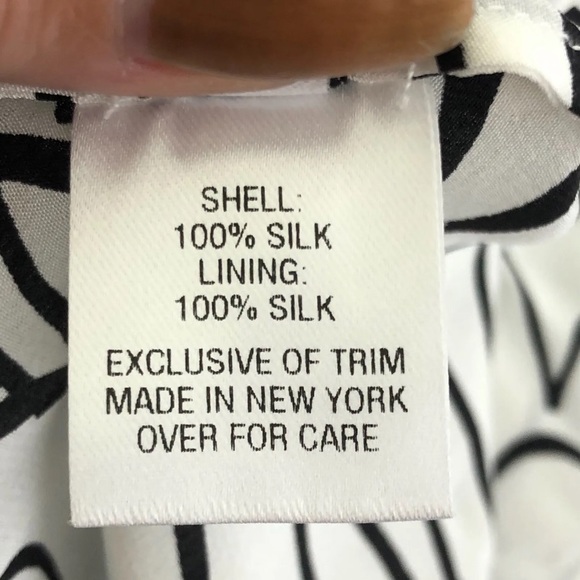 SHELL:
100% SILK
LINING:
100% SILK
EXCLUSIVE OF TRIM
MADE IN NEW YORK
OVER FOR CARE